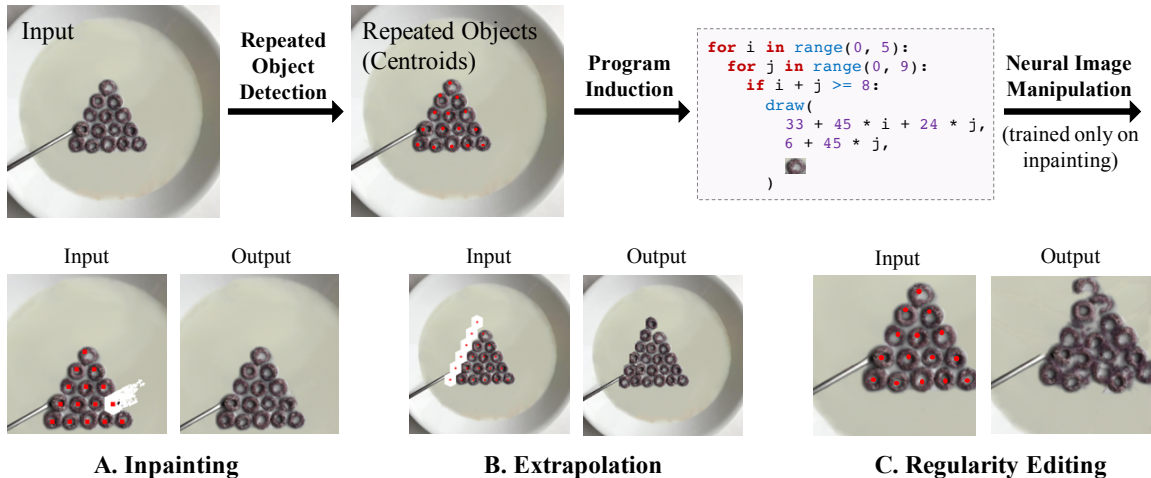 Input
Repeated
Object
Detection
Repeated Objects
(Centroids)
Program
Induction
for i in range(0, 5):
  for j in range(0, 9):
    if i + j >= 8:
      draw(
        33 + 45 * i + 24 * j,
        6 + 45 * j,
      )
Neural Image
Manipulation
(trained only on
inpainting)
Input
Output
A. Inpainting
Input
Output
B. Extrapolation
Input
Output
C. Regularity Editing